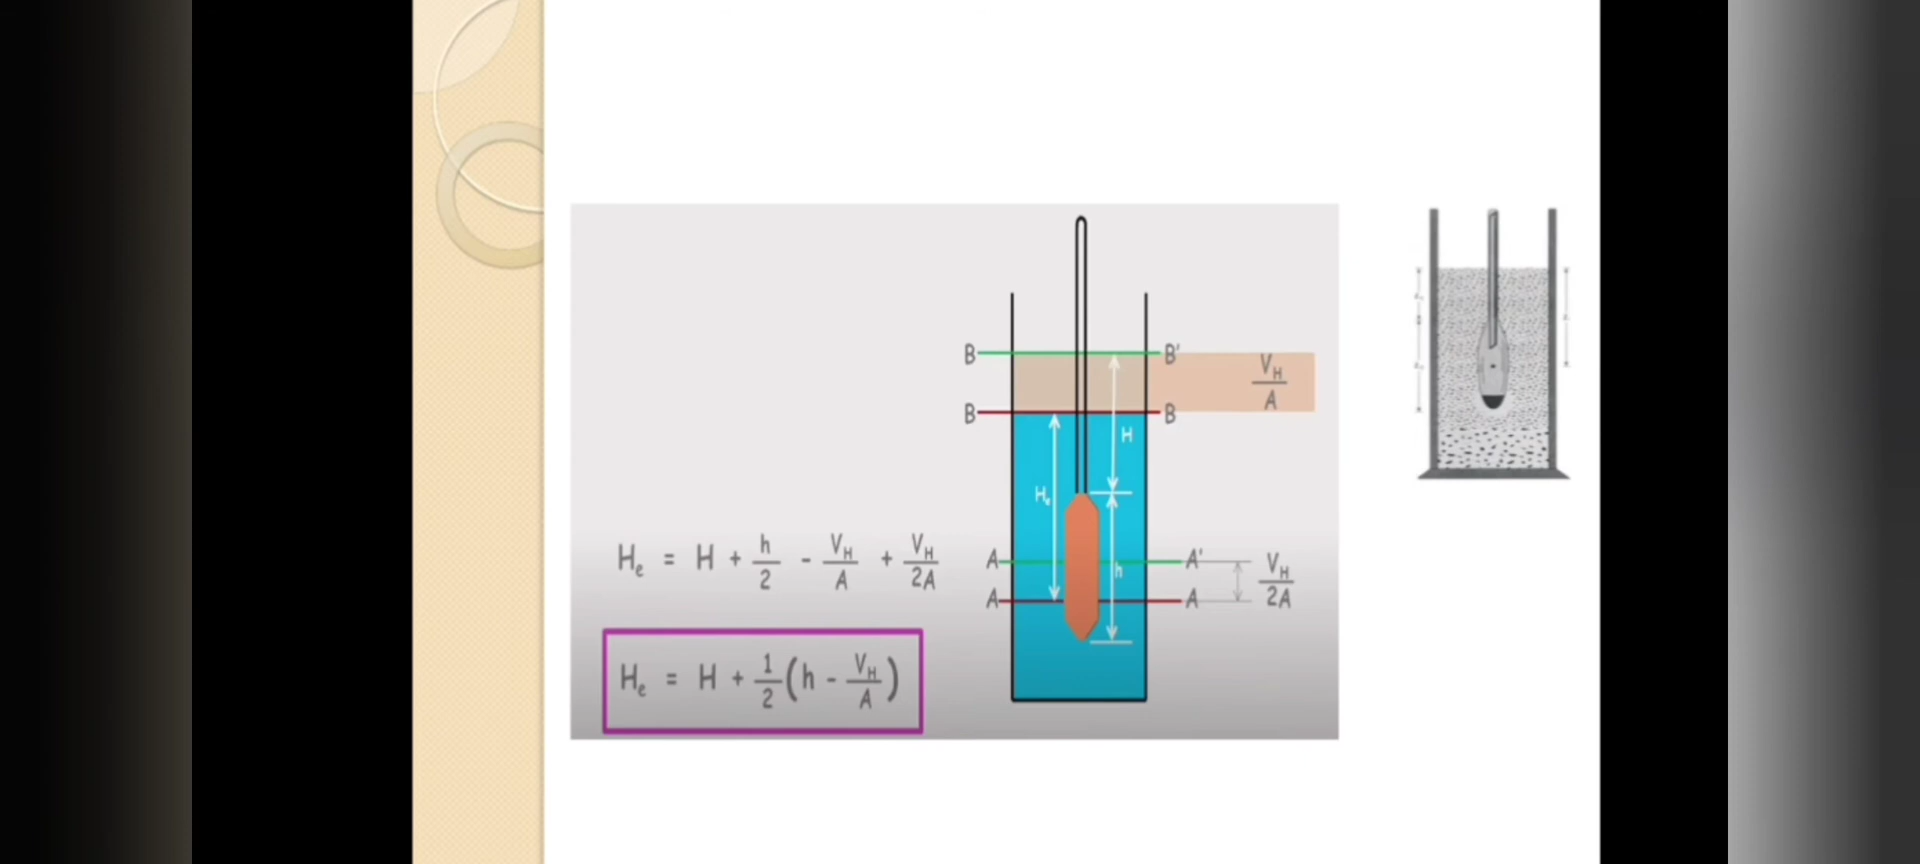 B B' V_H/A
B B
H
H_e
H_e = H + h/2 - V_H/A + V_H/2A
A A' V_H/2A
h
A A
H_e = H + 1/2 (h - V_H/A)